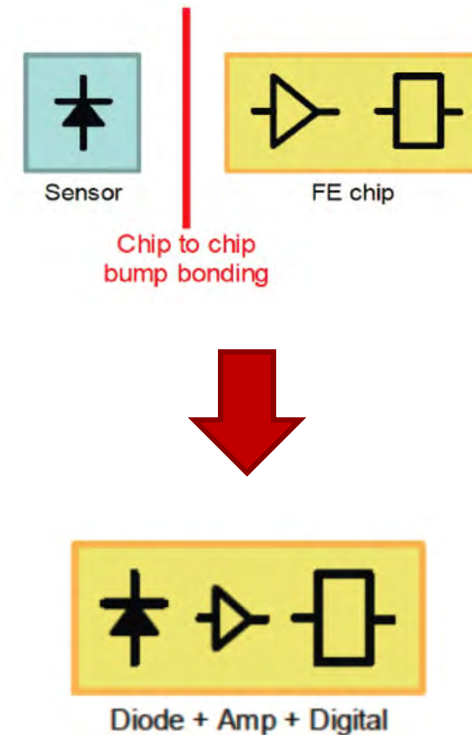 Sensor
FE chip
Chip to chip
bump bonding
Diode + Amp + Digital